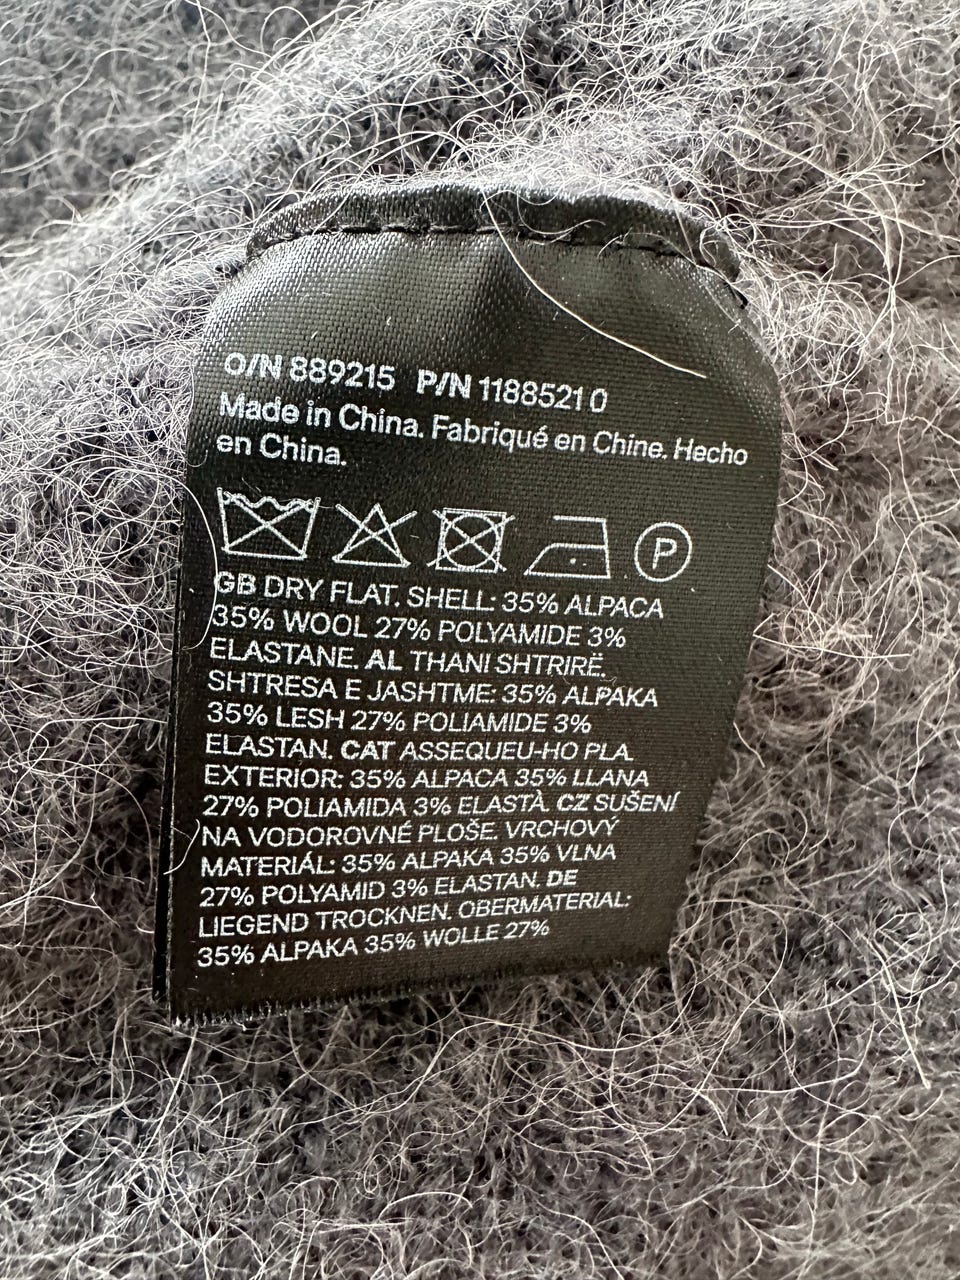 O/N 889215 P/N 1188521 0
Made in China. Fabriqué en Chine. Hecho
en China.
P
GB DRY FLAT. SHELL: 35% ALPACA
35% WOOL 27% POLYAMIDE 3%
ELASTANE. AL THANI SHTRIRË.
SHTRESA E JASHTME: 35% ALPAKA
35% LESH 27% POLIAMIDE 3%
ELASTAN. CAT ASSEQUEU-HO PLA.
EXTERIOR: 35% ALPACA 35% LLANA
27% POLIAMIDA 3% ELASTÀ. CZ SUŠENÍ
NA VODOROVNÉ PLOŠE. VRCHOVÝ
MATERIÁL: 35% ALPAKA 35% VLNA
27% POLYAMID 3% ELASTAN. DE
LIEGEND TROCKNEN. OBERMATERIAL:
35% ALPAKA 35% WOLLE 27%